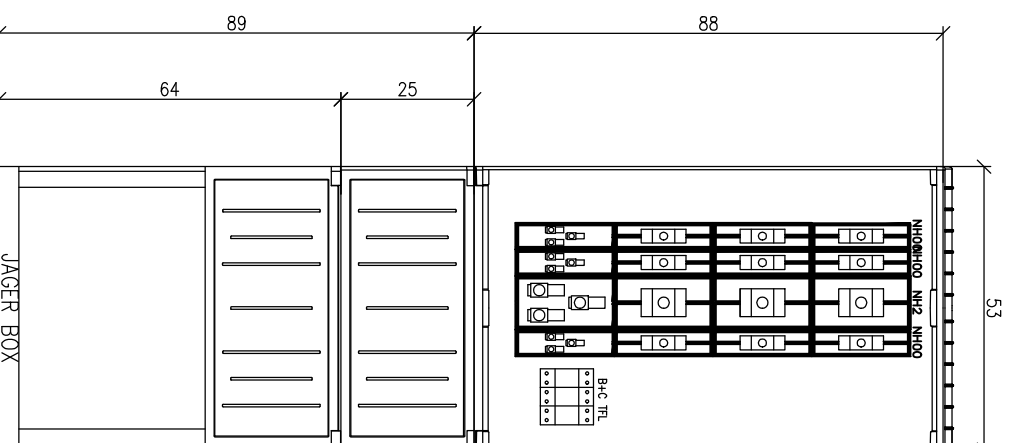 89
88
64
25
53
NH00
NH00
NH2
NH00
B+C TFL
JAGER BOX